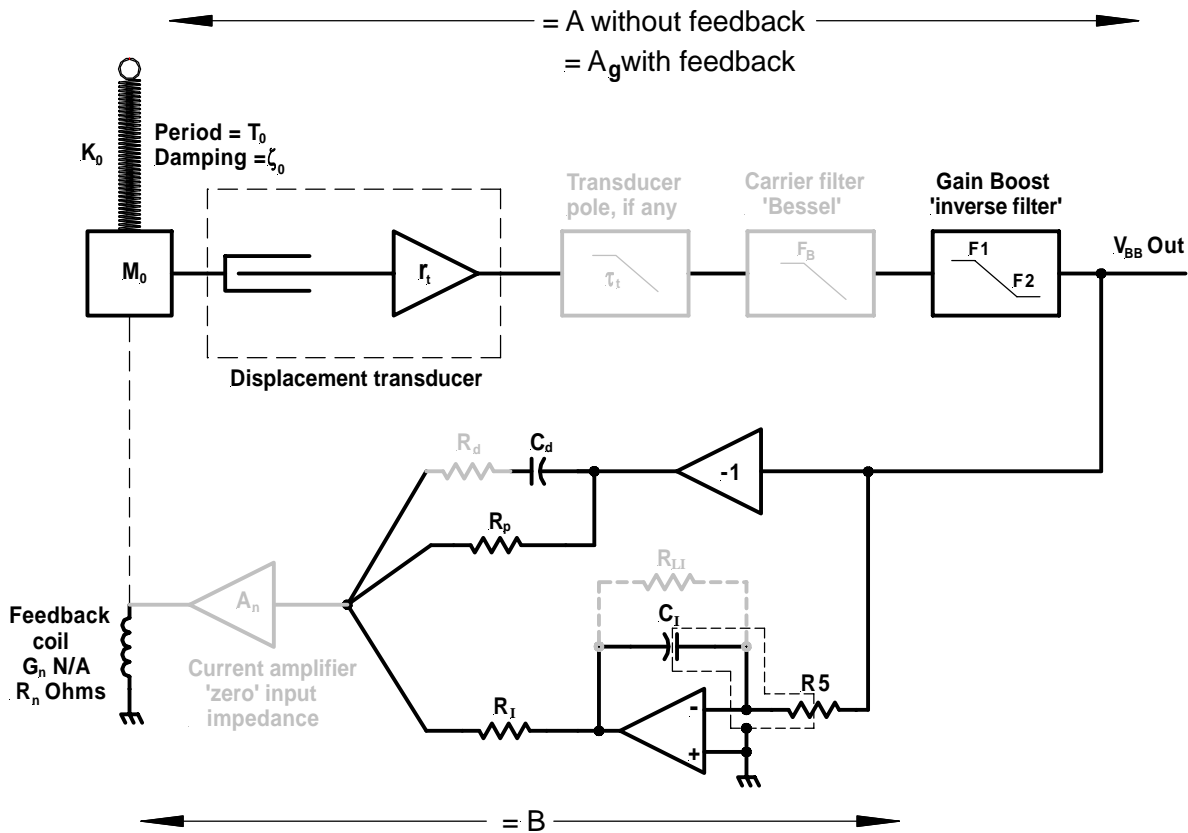 = A without feedback
= Ag with feedback
K0
Period = T0
Damping =ζ0
Transducer
pole, if any
Carrier filter
'Bessel'
Gain Boost
'inverse filter'
M0
rt
τt
FB
F1
F2
VBB Out
Displacement transducer
Rd
Cd
-1
Rp
RLI
An
CI
Feedback
coil
Gn N/A
Rn Ohms
Current amplifier
'zero' input
impedance
RI
R5
-
+
= B